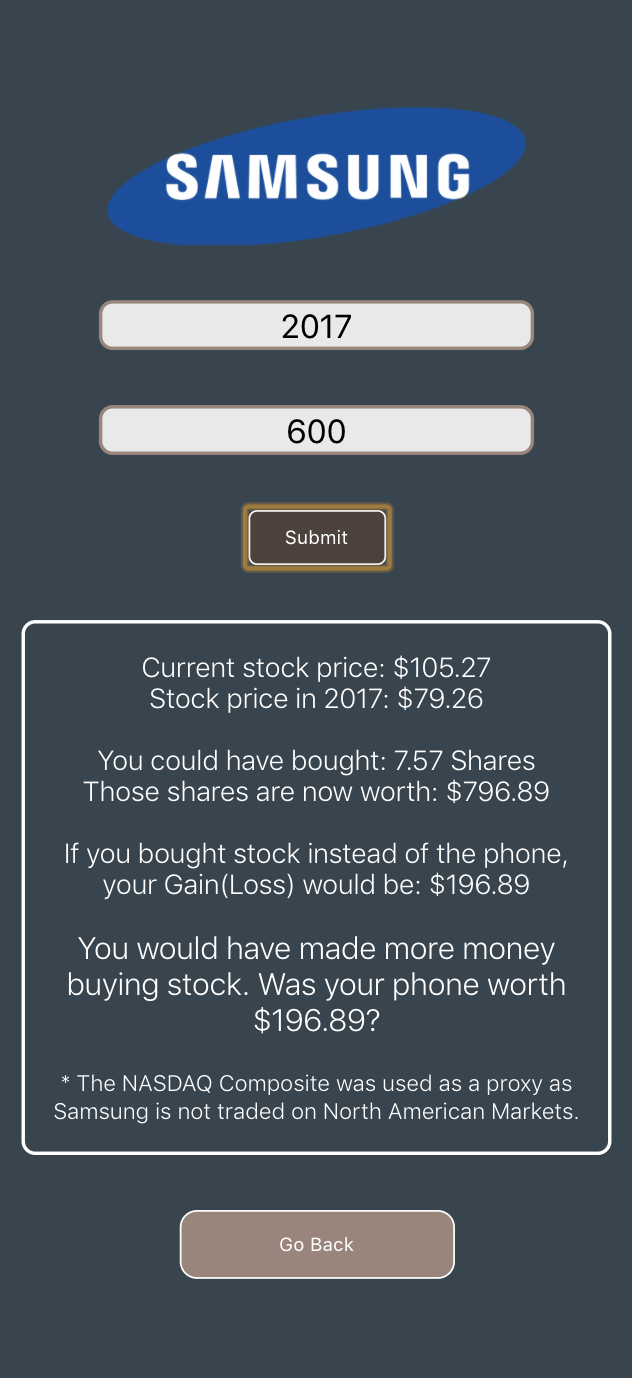 SAMSUNG
2017
600
Submit
Current stock price: $105.27
Stock price in 2017: $79.26
You could have bought: 7.57 Shares
Those shares are now worth: $796.89
If you bought stock instead of the phone,
your Gain(Loss) would be: $196.89
You would have made more money
buying stock. Was your phone worth
$196.89?
* The NASDAQ Composite was used as a proxy as
Samsung is not traded on North American Markets.
Go Back